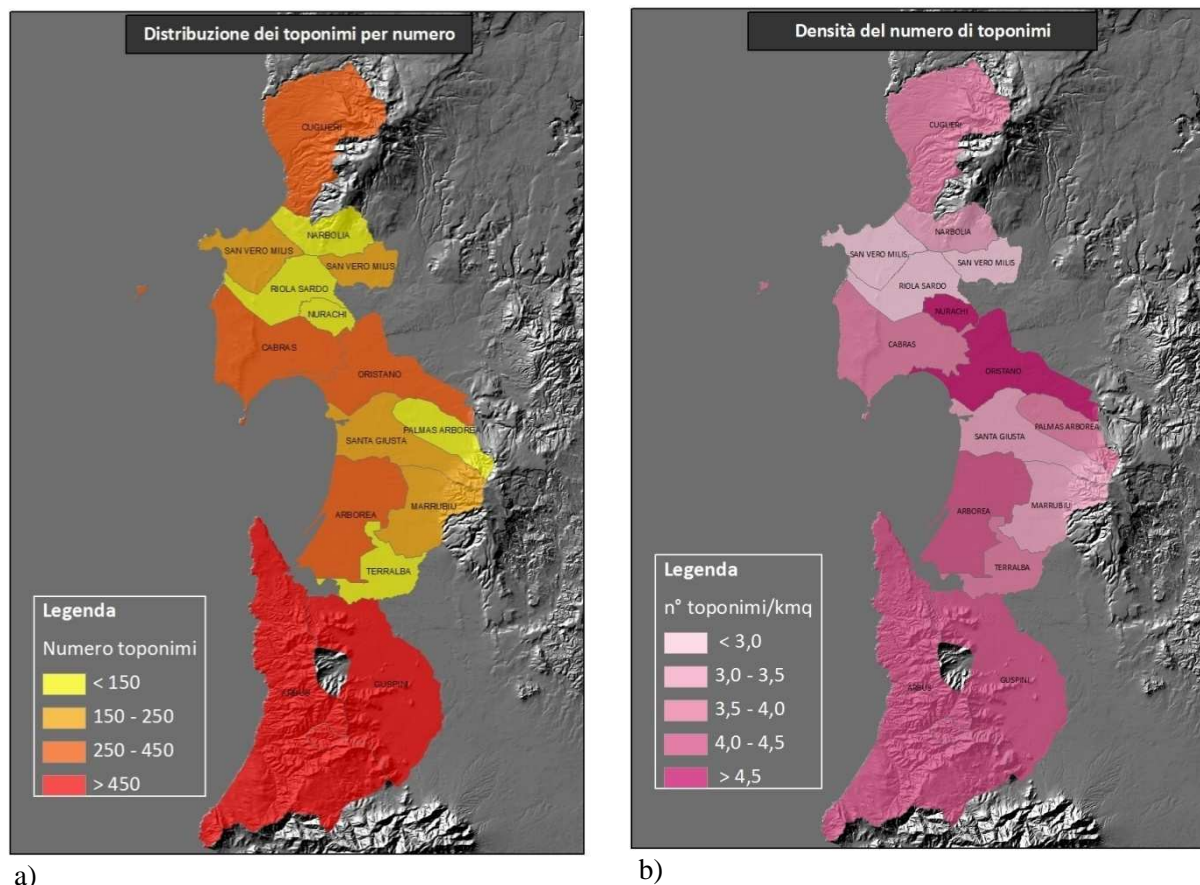 Distribuzione dei toponimi per numero
CUGLIERI
NARBOLIA
SAN VERO MILIS
SAN VERO MILIS
RIOLA SARDO
NURACHI
CABRAS
ORISTANO
PALMAS ARBOREA
SANTA GIUSTA
MARRUBIU
ARBOREA
TERRALBA
ARBUS
GUSPINI
Legenda
Numero toponimi
< 150
150 - 250
250 - 450
> 450
a)
Densità del numero di toponimi
CUGLIERI
NARBOLIA
SAN VERO MILIS
SAN VERO MILIS
RIOLA SARDO
NURACHI
CABRAS
ORISTANO
PALMAS ARBOREA
SANTA GIUSTA
MARRUBIU
ARBOREA
TERRALBA
ARBUS
GUSPINI
Legenda
n° toponimi/kmq
< 3,0
3,0 - 3,5
3,5 - 4,0
4,0 - 4,5
> 4,5
b)